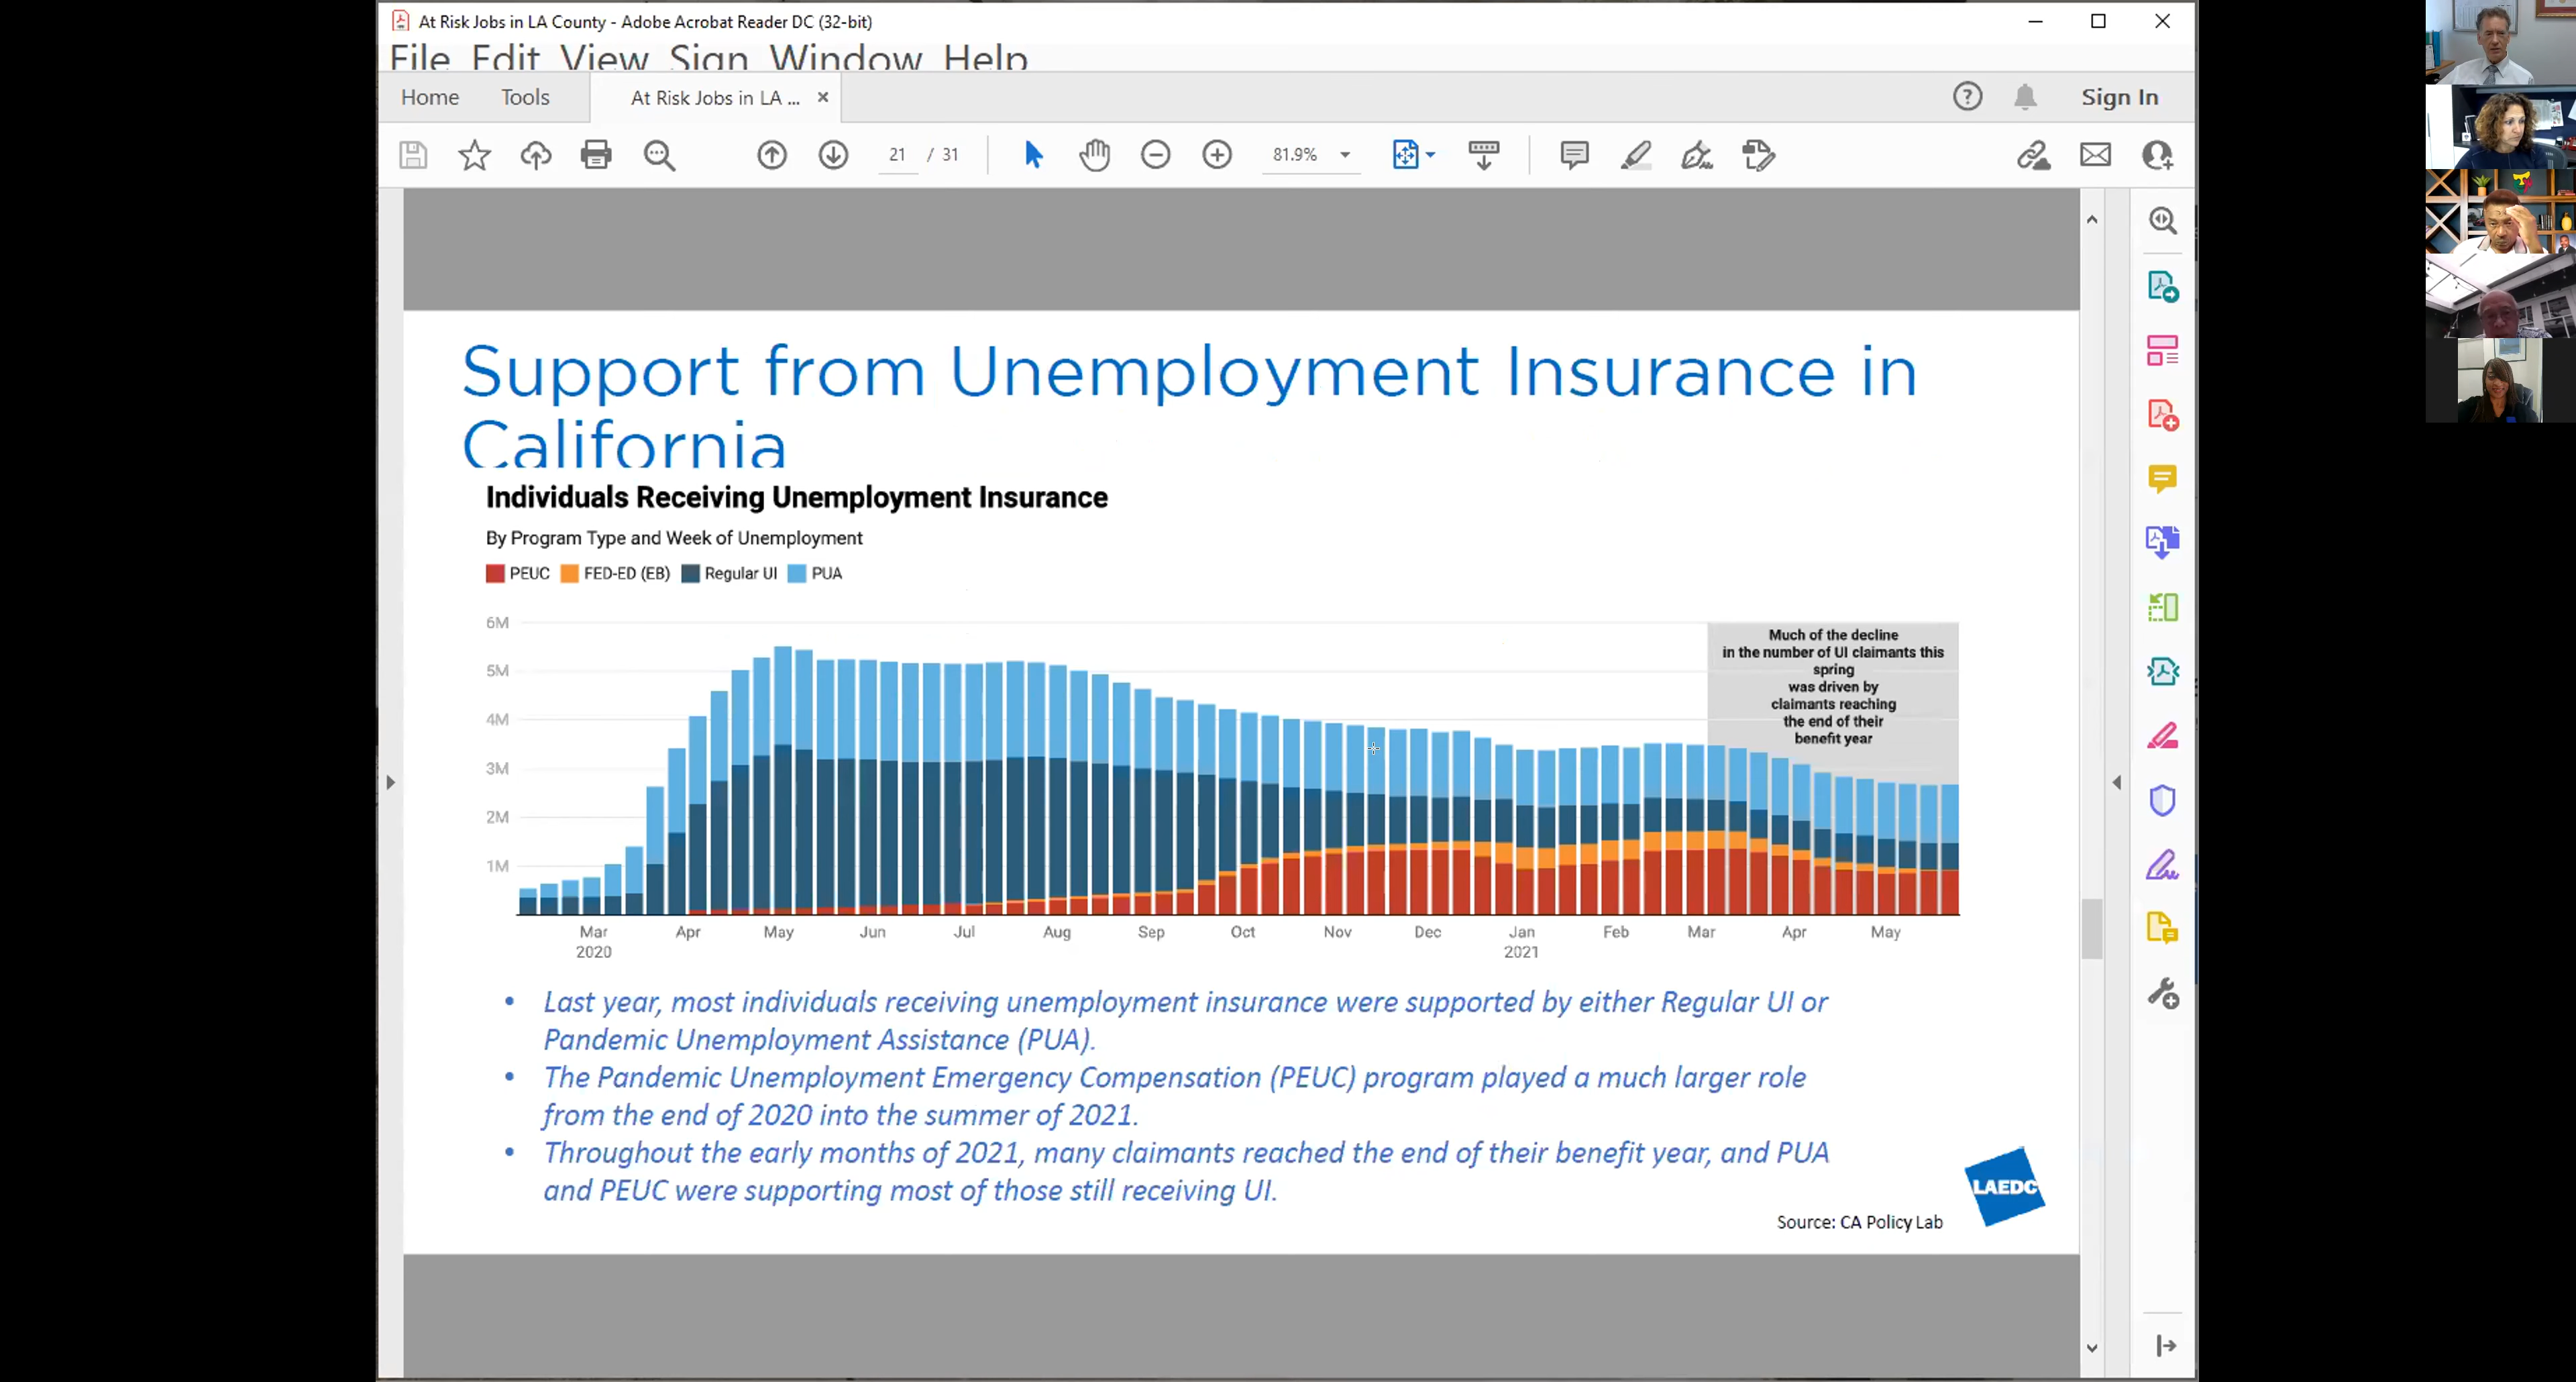 At Risk Jobs in LA County - Adobe Acrobat Reader DC (32-bit)
File Edit View Sign Window Help
Home Tools At Risk Jobs in LA ... Sign In
21 / 31 81.9%
Support from Unemployment Insurance in
California
Individuals Receiving Unemployment Insurance
By Program Type and Week of Unemployment
PEUC FED-ED (EB) Regular UI PUA
6M
5M
4M
3M
2M
1M
Much of the decline
in the number of UI claimants this
spring
was driven by
claimants reaching
the end of their
benefit year
Mar Apr May Jun Jul Aug Sep Oct Nov Dec Jan Feb Mar Apr May
2020 2021
• Last year, most individuals receiving unemployment insurance were supported by either Regular UI or
Pandemic Unemployment Assistance (PUA).
• The Pandemic Unemployment Emergency Compensation (PEUC) program played a much larger role
from the end of 2020 into the summer of 2021.
• Throughout the early months of 2021, many claimants reached the end of their benefit year, and PUA
and PEUC were supporting most of those still receiving UI.
LAEDC
Source: CA Policy Lab